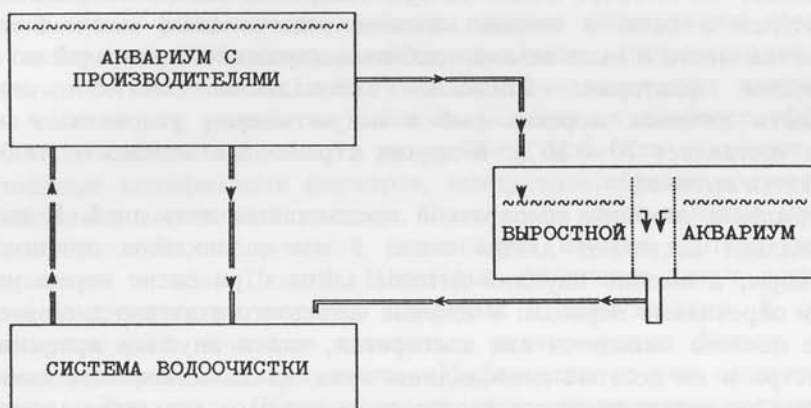 АКВАРИУМ С
ПРОИЗВОДИТЕЛЯМИ
ВЫРОСТНОЙ АКВАРИУМ
СИСТЕМА ВОДООЧИСТКИ